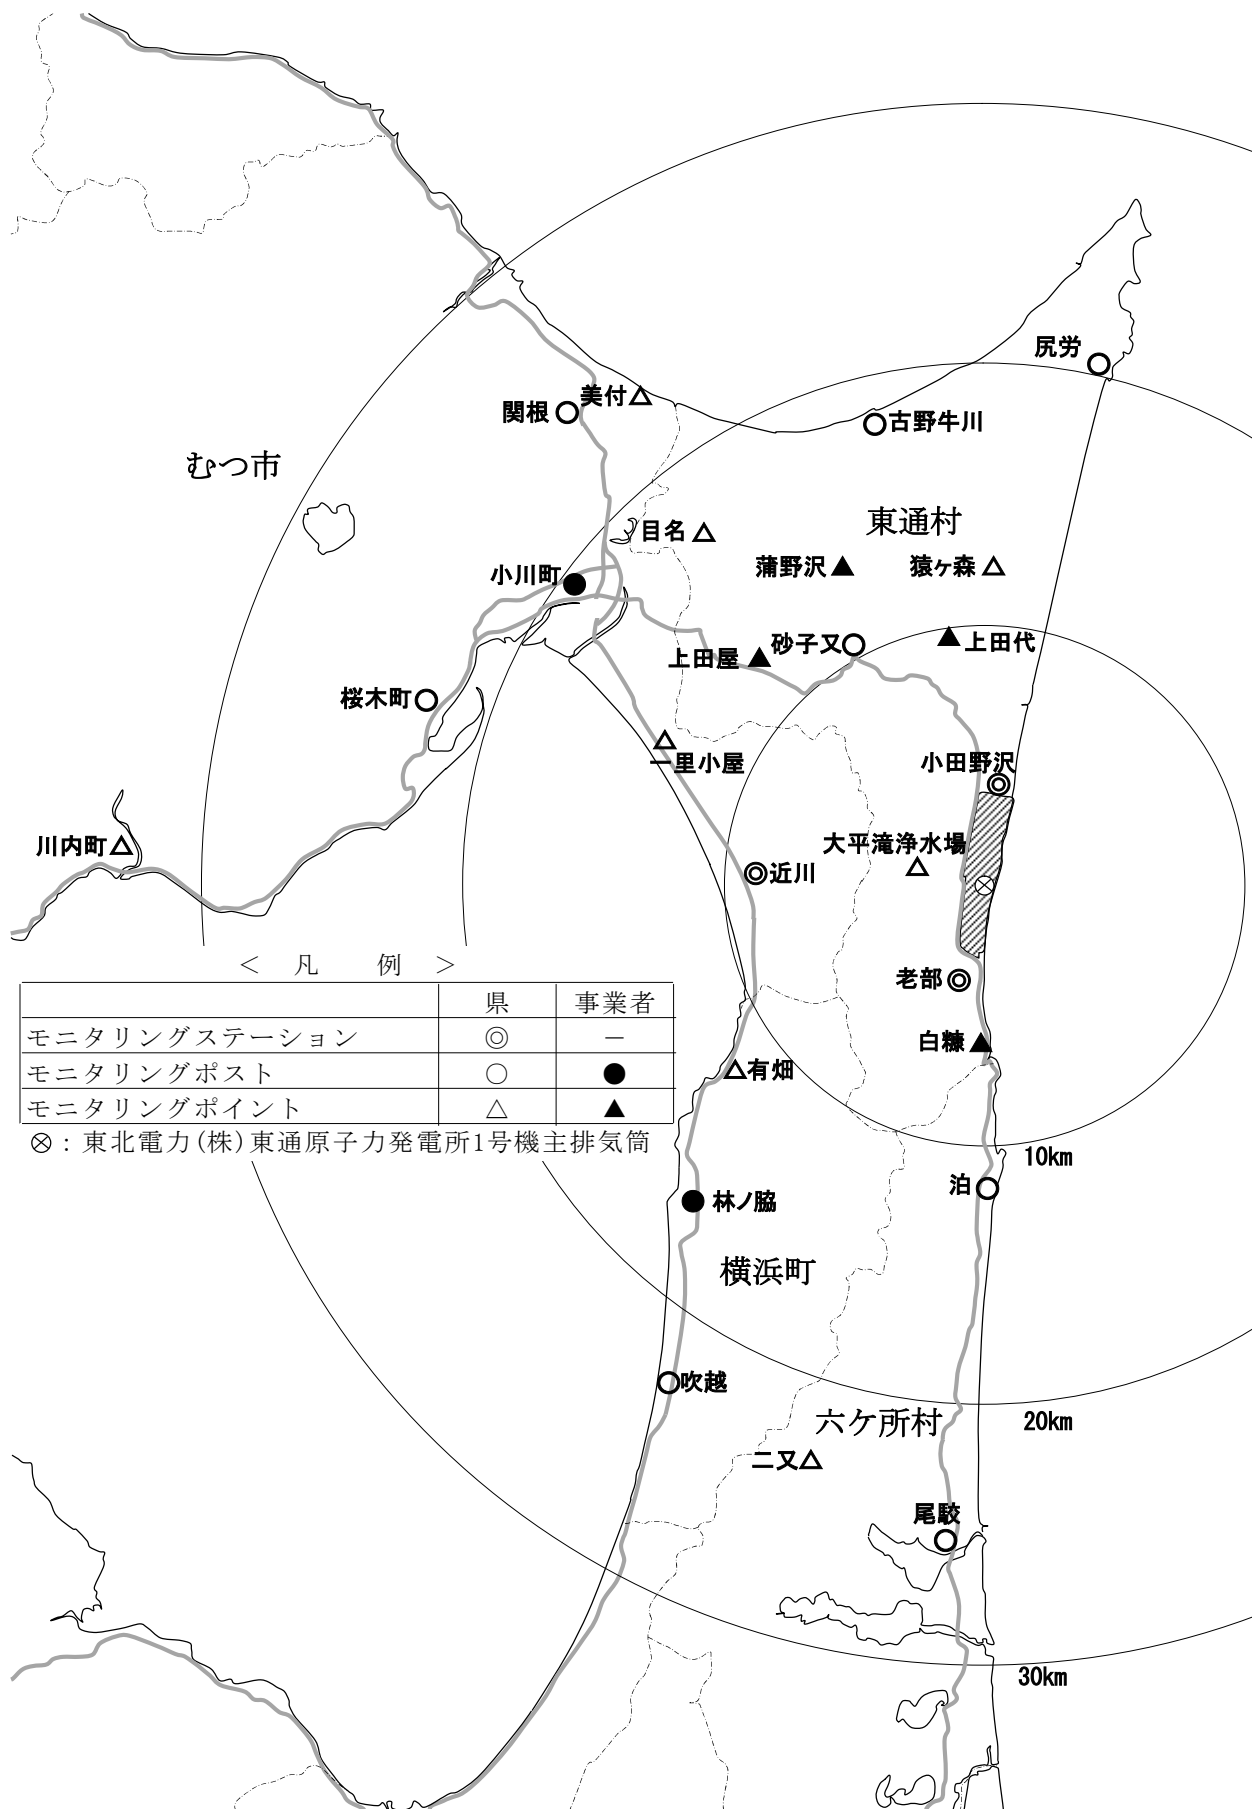 尻労
美付△
関根
古野牛川
むつ市
東通村
目名
蒲野沢
猿ヶ森
小川町
砂子又
上田代
上田屋
桜木町
一里小屋
小田野沢
川内町
大平滝浄水場
近川
＜ 凡 例 ＞
県 事業者
モニタリングステーション ◎ －
モニタリングポスト ○ ●
モニタリングポイント △ ▲
⊗：東北電力(株)東通原子力発電所1号機主排気筒
老部
白糠
有畑
10km
泊
林ノ脇
横浜町
吹越
六ケ所村
20km
二又
尾駮
30km